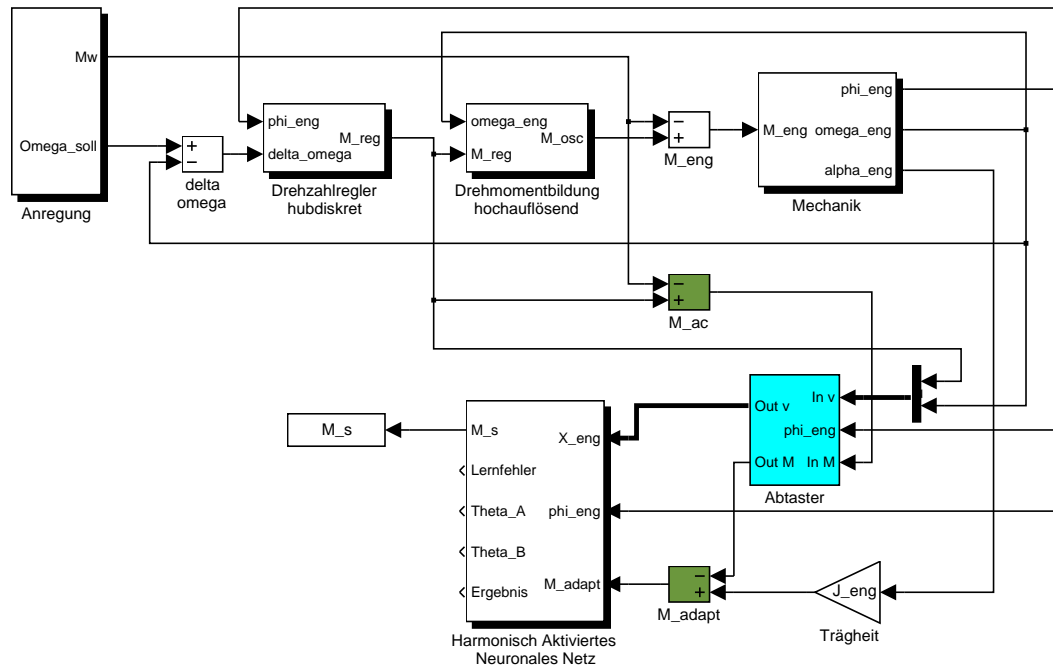 Mw
Omega_soll
Anregung
+
−
delta
omega
phi_eng
delta_omega
M_reg
Drehzahlregler
hubdiskret
omega_eng
M_reg
M_osc
Drehmomentbildung
hochauflösend
−
+
M_eng
M_eng
phi_eng
omega_eng
alpha_eng
Mechanik
−
+
M_ac
Out v
In v
phi_eng
Out M
In M
Abtaster
M_s
M_s
Lernfehler
Theta_A
Theta_B
Ergebnis
X_eng
phi_eng
M_adapt
Harmonisch Aktiviertes
Neuronales Netz
−
+
M_adapt
J_eng
Trägheit